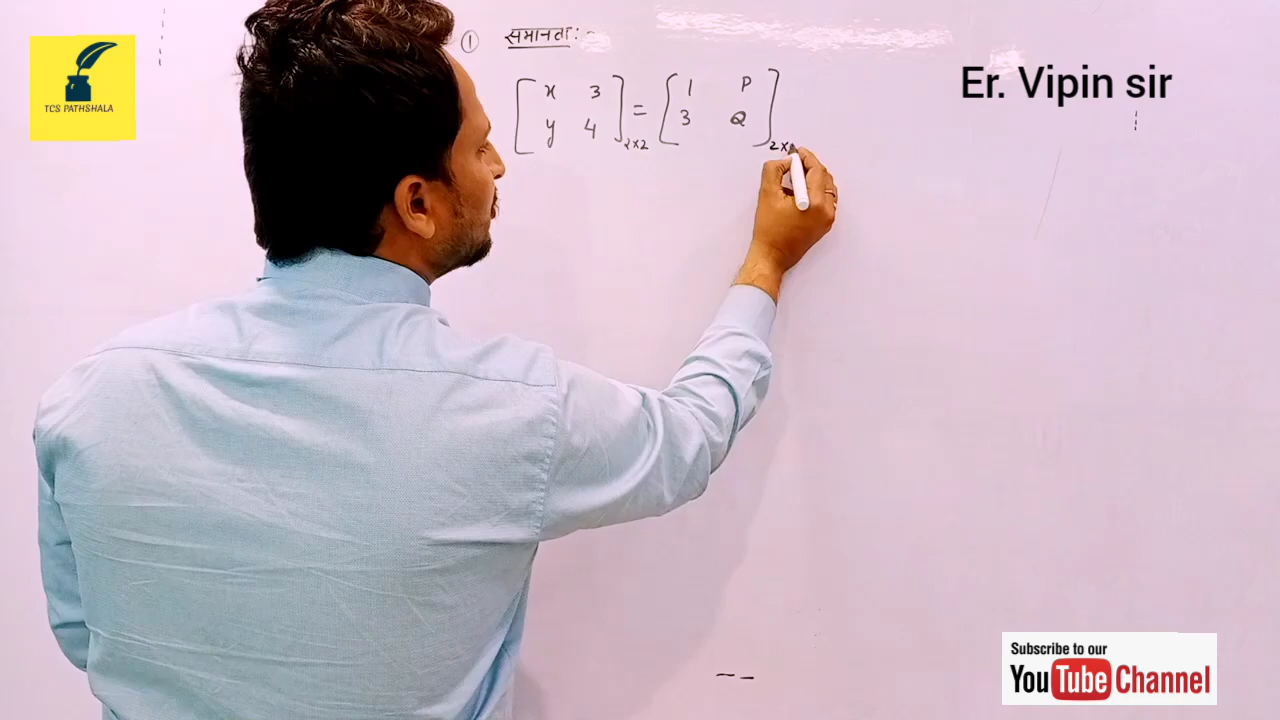 TCS PATHSHALA
① समानता :-
[ x 3 ] = [ 1 P ]
[ y 4 ]2×2 [ 3 Q ]2×
Er. Vipin sir
Subscribe to our
YouTube Channel